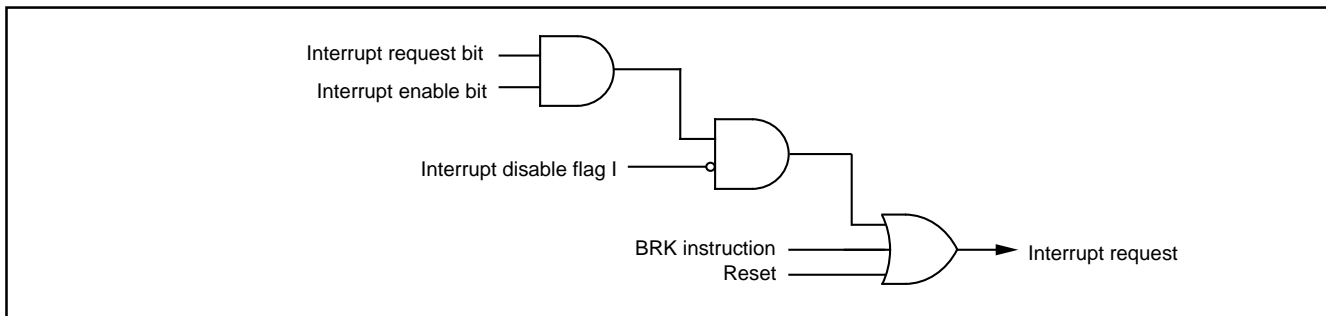 Interrupt request bit
Interrupt enable bit
Interrupt disable flag I
BRK instruction
Reset
Interrupt request